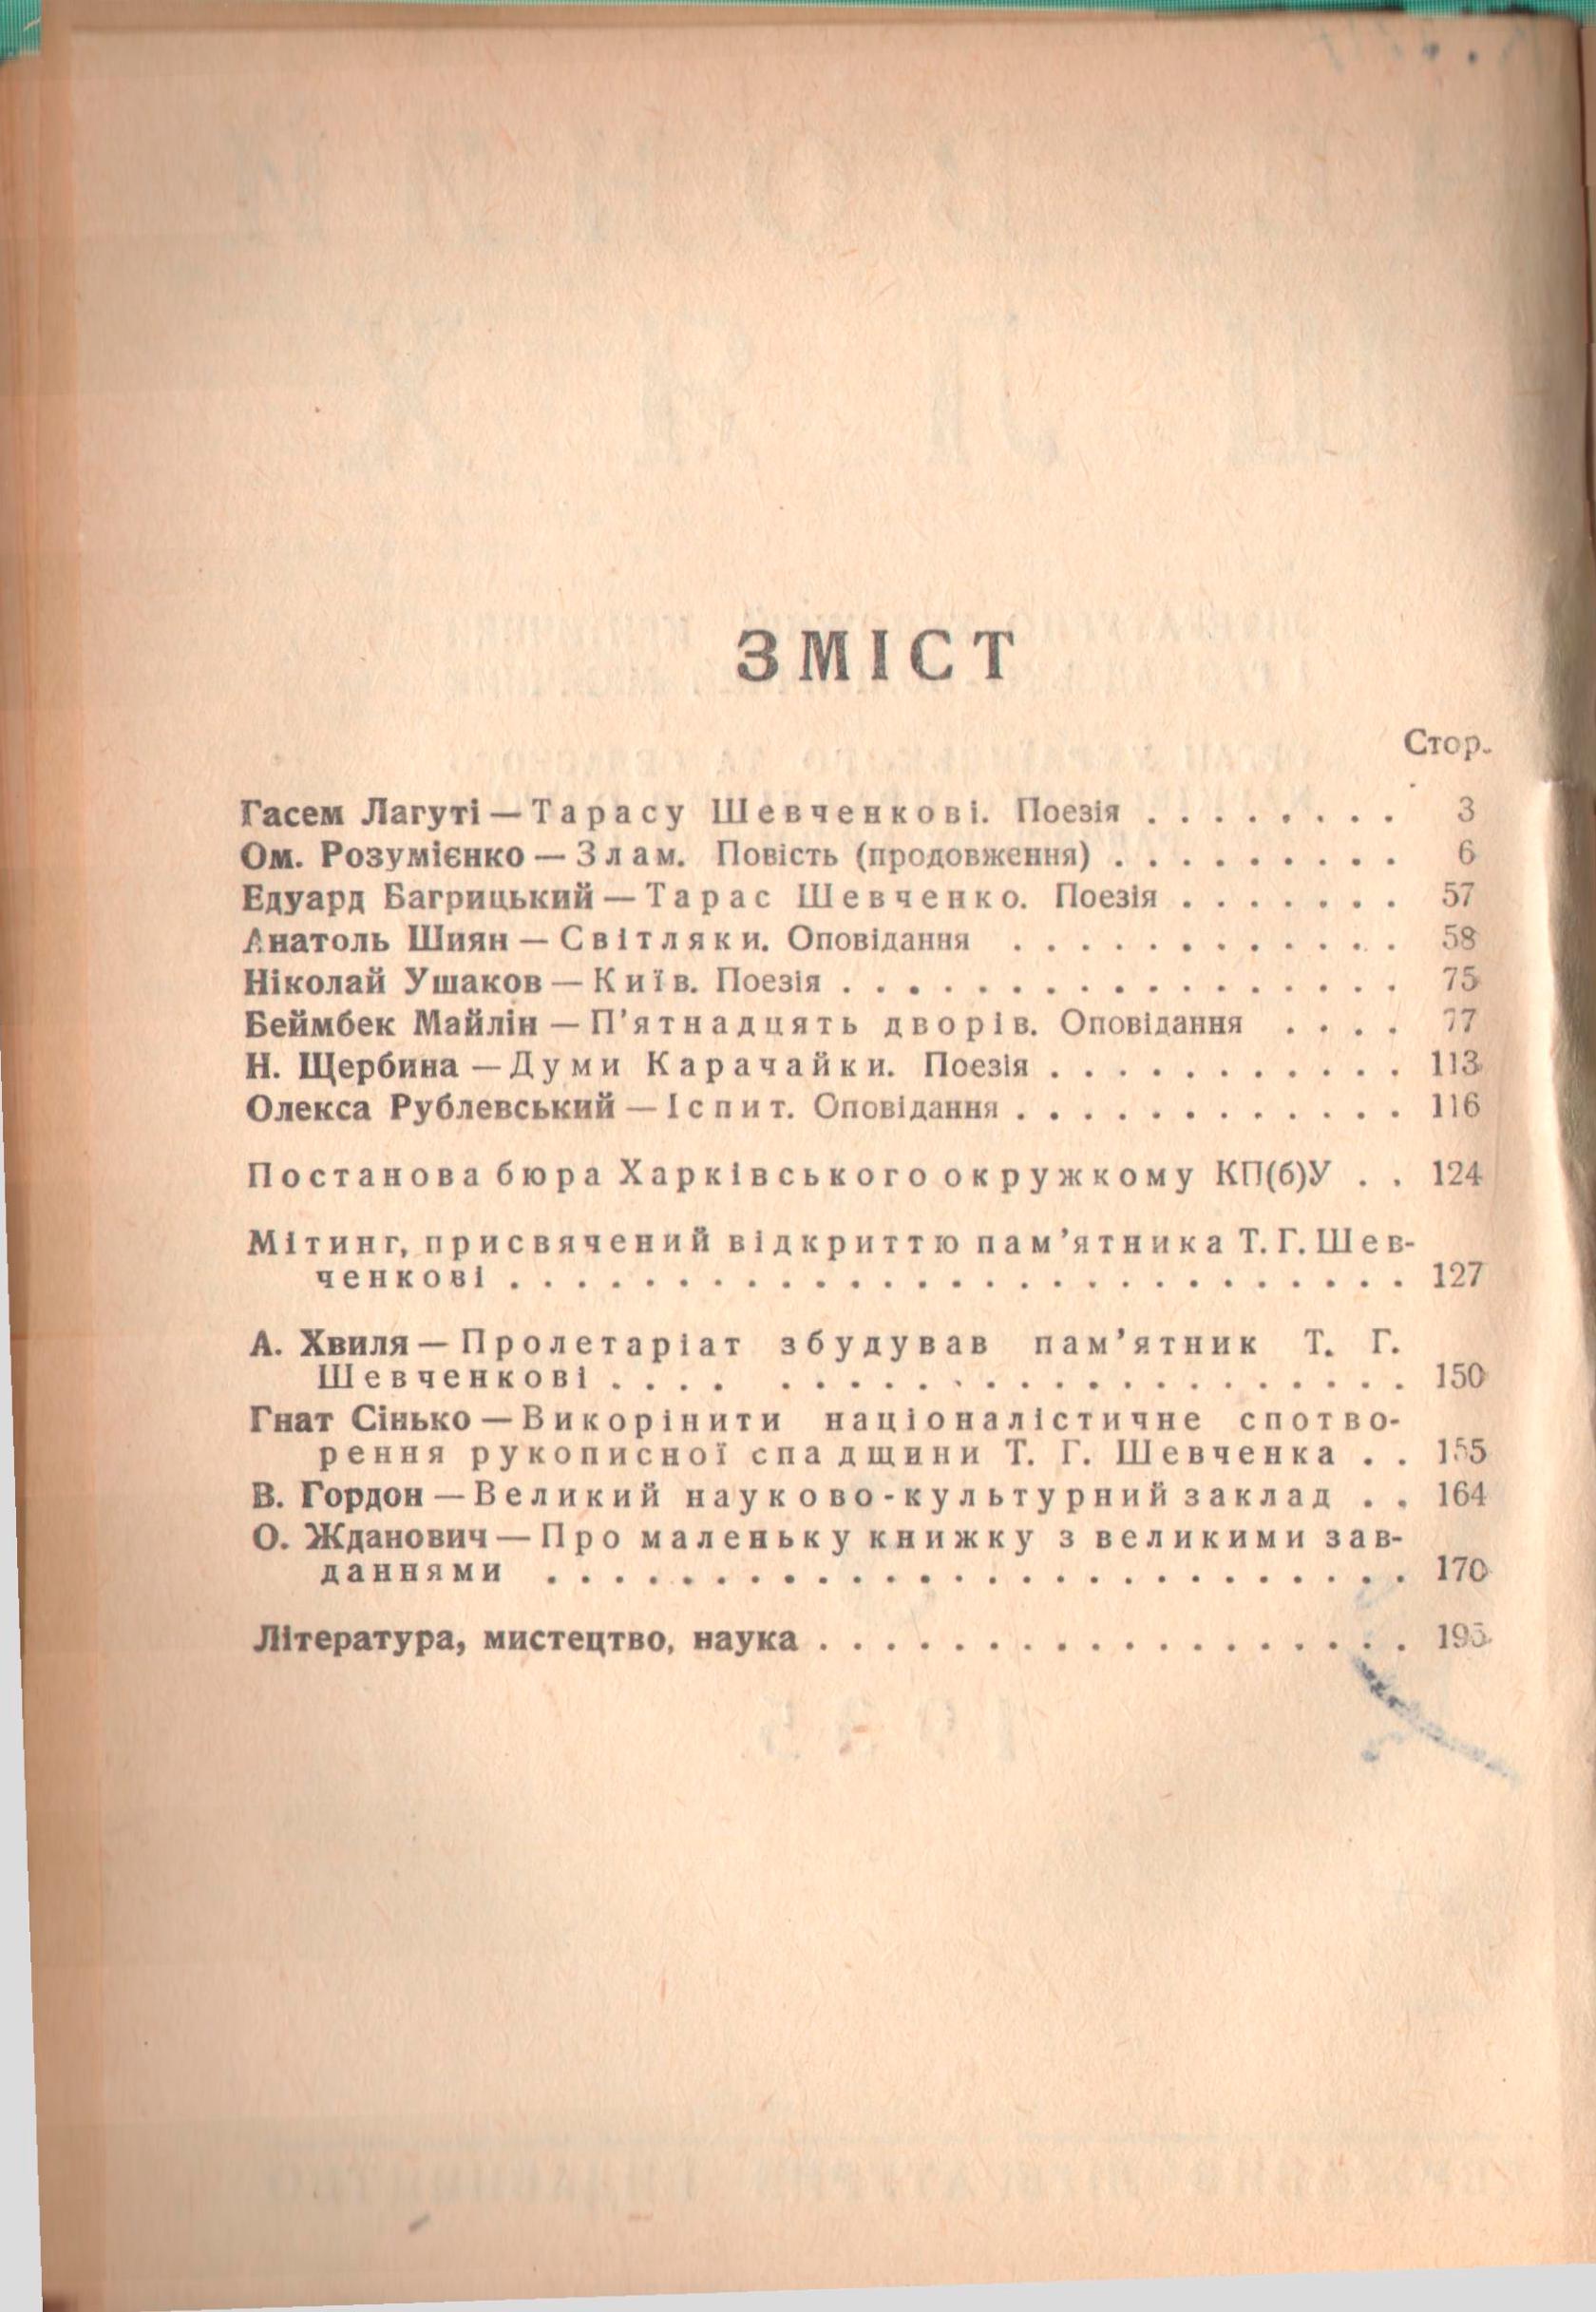 ЗМІСТ
Стор.
Гасем Лагуті — Тарасу Шевченкові. Поезія . . . . . . . . 3
Ом. Розумієнко — Злам. Повість (продовження) . . . . . . . . . 6
Едуард Багрицький — Тарас Шевченко. Поезія . . . . . . . 57
Анатоль Шиян — Світляки. Оповідання . . . . . . . . . . . . 58
Ніколай Ушаков — Київ. Поезія . . . . . . . . . . . . . . . . . 75
Беймбек Майлін — П'ятнадцять дворів. Оповідання . . . . 77
Н. Щербина — Думи Карачайки. Поезія . . . . . . . . . . . 113
Олекса Рублевський — Іспит. Оповідання . . . . . . . . . . . . 116
Постанова бюра Харківського окружкому КП(б)У . . 124
Мітинг, присвячений відкриттю пам'ятника Т. Г. Шев-
ченкові . . . . . . . . . . . . . . . . . . . . . . . . . . . 127
А. Хвиля — Пролетаріат збудував пам'ятник Т. Г.
Шевченкові . . . . . . . . . . . . . . . . . . . . . . . 150
Гнат Сінько — Викорінити націоналістичне спотво-
рення рукописної спадщини Т. Г. Шевченка . . 155
В. Гордон — Великий науково-культурний заклад . . 164
О. Жданович — Про маленьку книжку з великими зав-
даннями . . . . . . . . . . . . . . . . . . . . . . . . . . 170
Література, мистецтво, наука . . . . . . . . . . . . . . . . . . 195